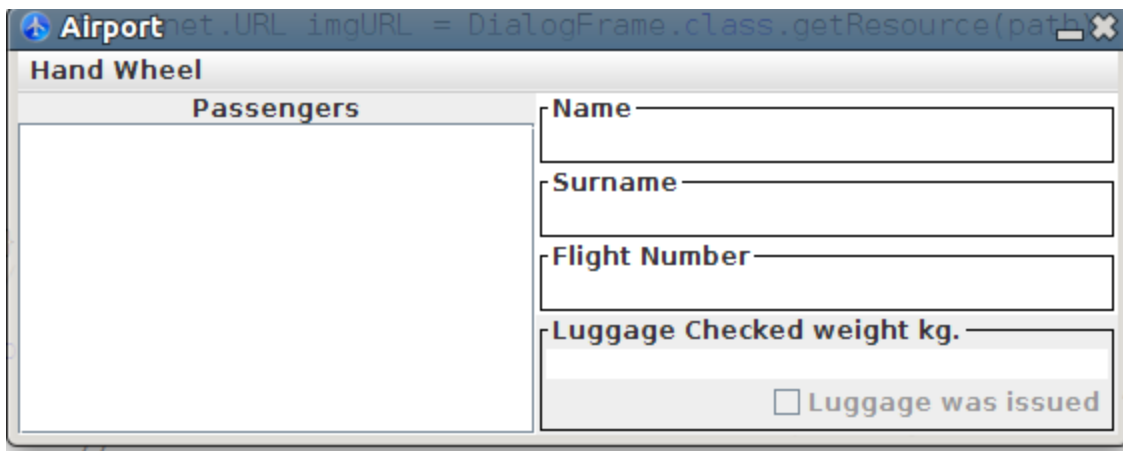 Airport
net.URL imgURL = DialogFrame.class.getResource(path
Hand Wheel
Passengers
Name
Surname
Flight Number
Luggage Checked weight kg.
Luggage was issued
//